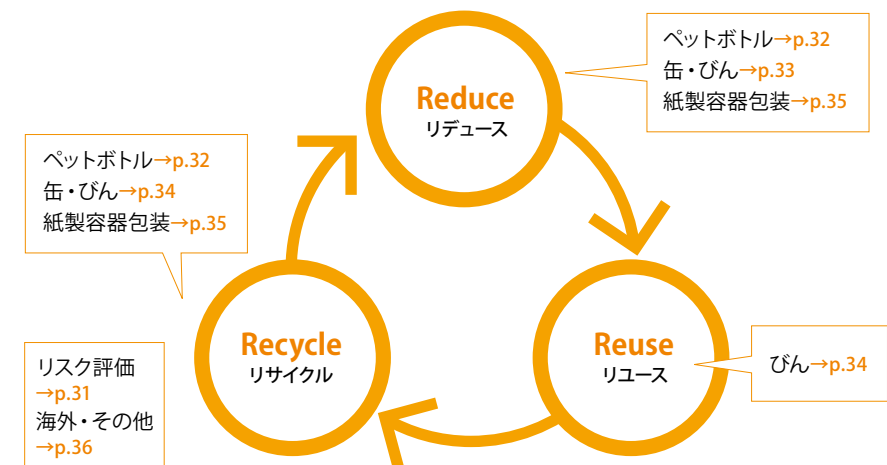 Reduce
リデュース
ペットボトル→p.32
缶・びん→p.33
紙製容器包装→p.35
ペットボトル→p.32
缶・びん→p.34
紙製容器包装→p.35
Recycle
リサイクル
Reuse
リユース
びん→p.34
リスク評価
→p.31
海外・その他
→p.36